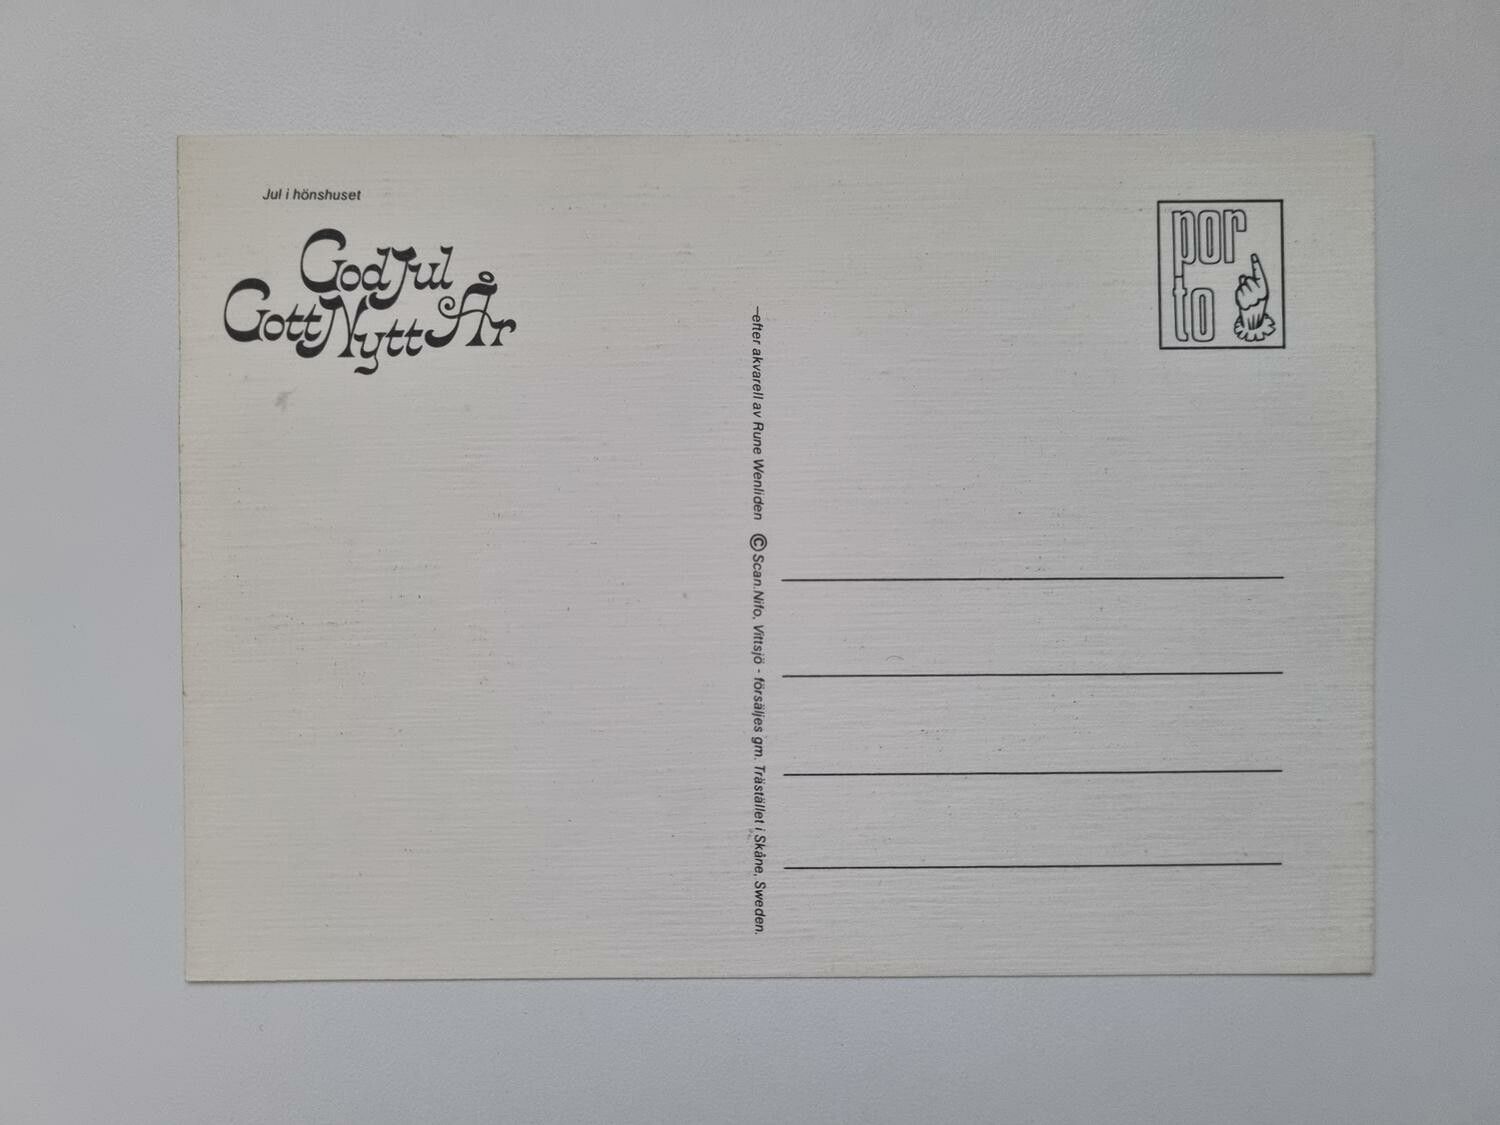 Jul i hönshuset
God Jul
Gott Nytt År
—efter akvarell av Rune Wenliden © Scan.Nifo, Vittsjö - försäljes gm. Trästället i Skåne, Sweden.
por
to